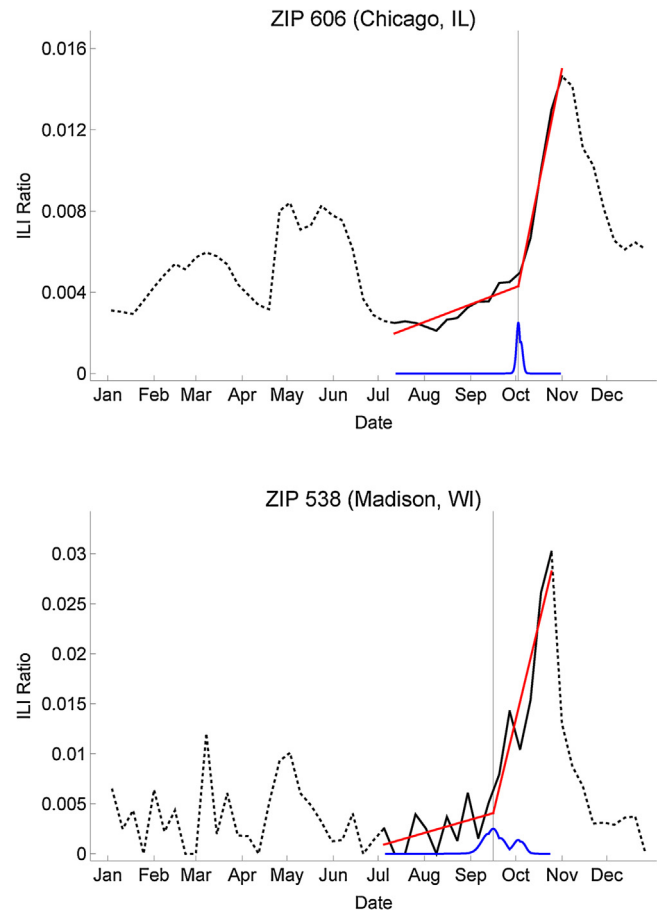 ZIP 606 (Chicago, IL)
0.016
0.012
0.008
0.004
0
ILI Ratio
Jan Feb Mar Apr May Jun Jul Aug Sep Oct Nov Dec
Date
ZIP 538 (Madison, WI)
0.03
0.025
0.02
0.015
0.01
0.005
0
ILI Ratio
Jan Feb Mar Apr May Jun Jul Aug Sep Oct Nov Dec
Date